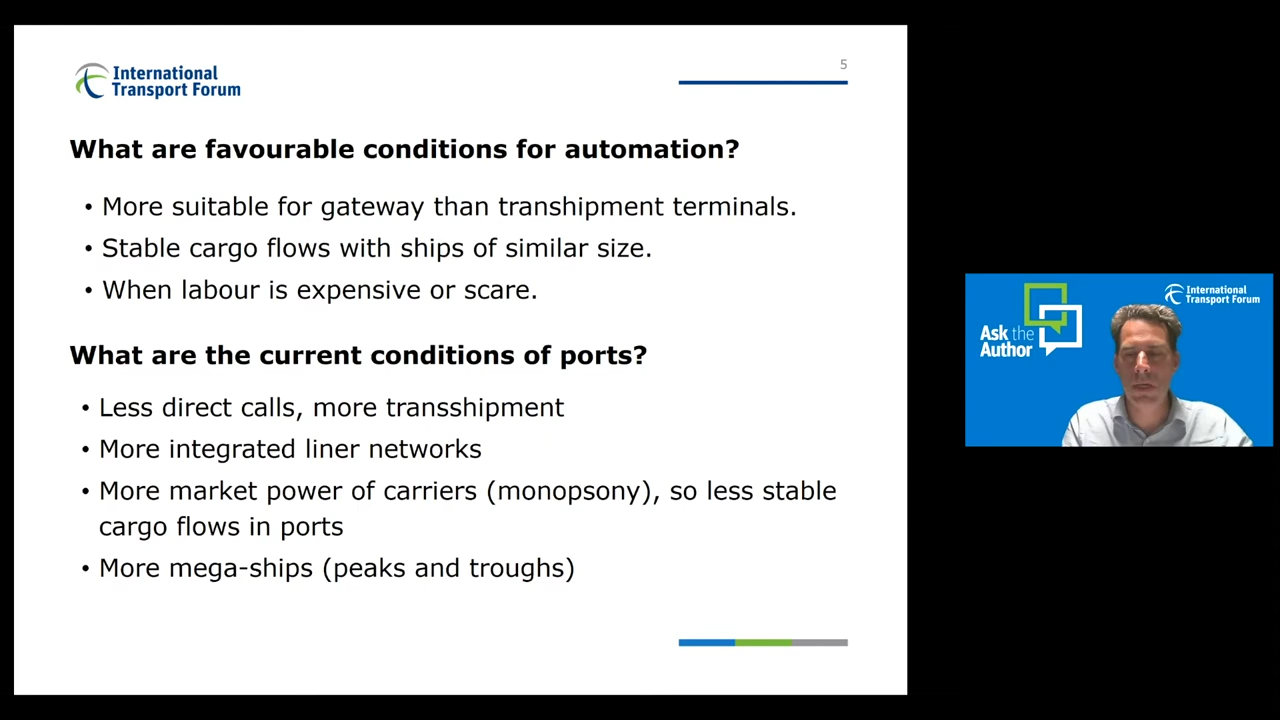 International
Transport Forum
5
What are favourable conditions for automation?
• More suitable for gateway than transhipment terminals.
• Stable cargo flows with ships of similar size.
• When labour is expensive or scare.
What are the current conditions of ports?
• Less direct calls, more transshipment
• More integrated liner networks
• More market power of carriers (monopsony), so less stable
cargo flows in ports
• More mega-ships (peaks and troughs)
International
Transport Forum
Ask the
Author